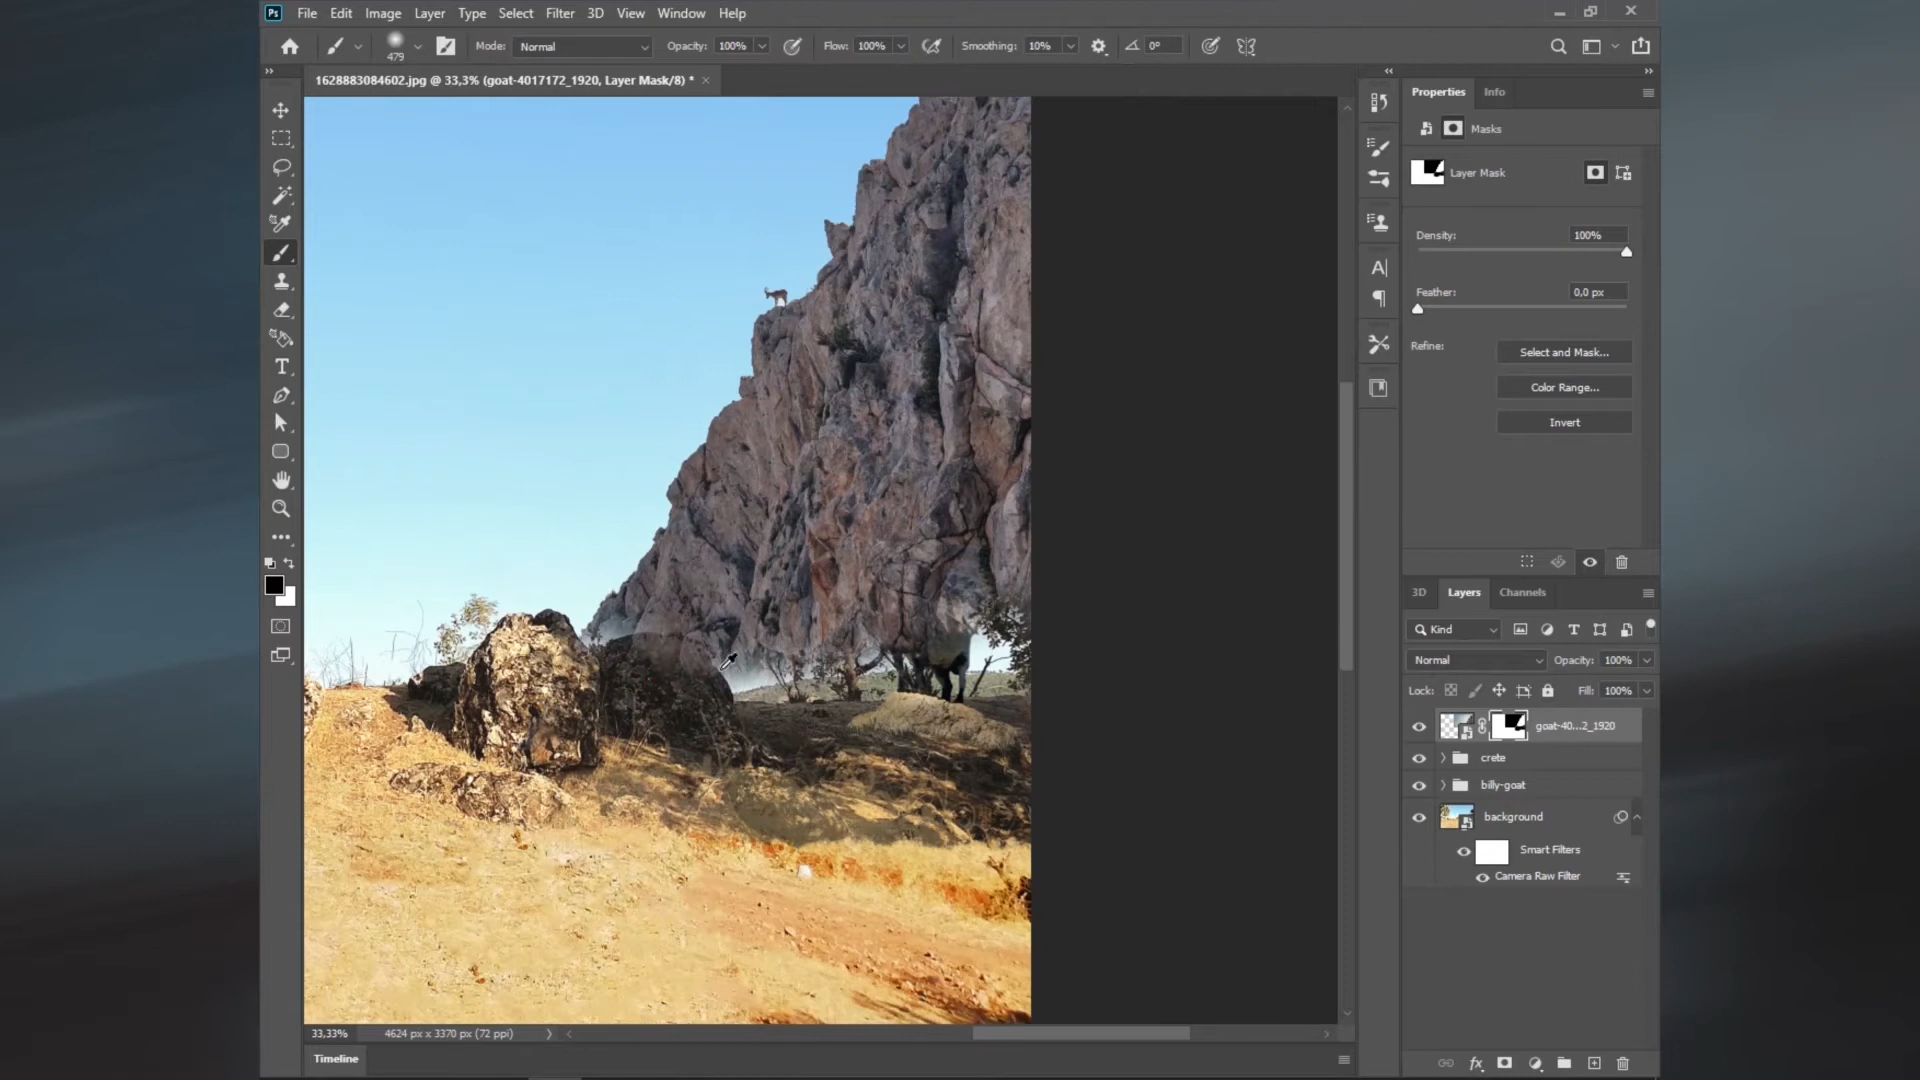 Ps File Edit Image Layer Type Select Filter 3D View Window Help
479 Mode: Normal Opacity: 100% Flow: 100% Smoothing: 10% 0°
1628883084602.jpg @ 33,3% (goat-4017172_1920, Layer Mask/8) *
Properties Info
Masks
Layer Mask
Density: 100%
Feather: 0,0 px
Refine: Select and Mask...
Color Range...
Invert
3D Layers Channels
Kind
Normal Opacity: 100%
Lock: Fill: 100%
goat-40...2_1920
crete
billy-goat
background
Smart Filters
Camera Raw Filter
33,33% 4624 px x 3370 px (72 ppi)
Timeline